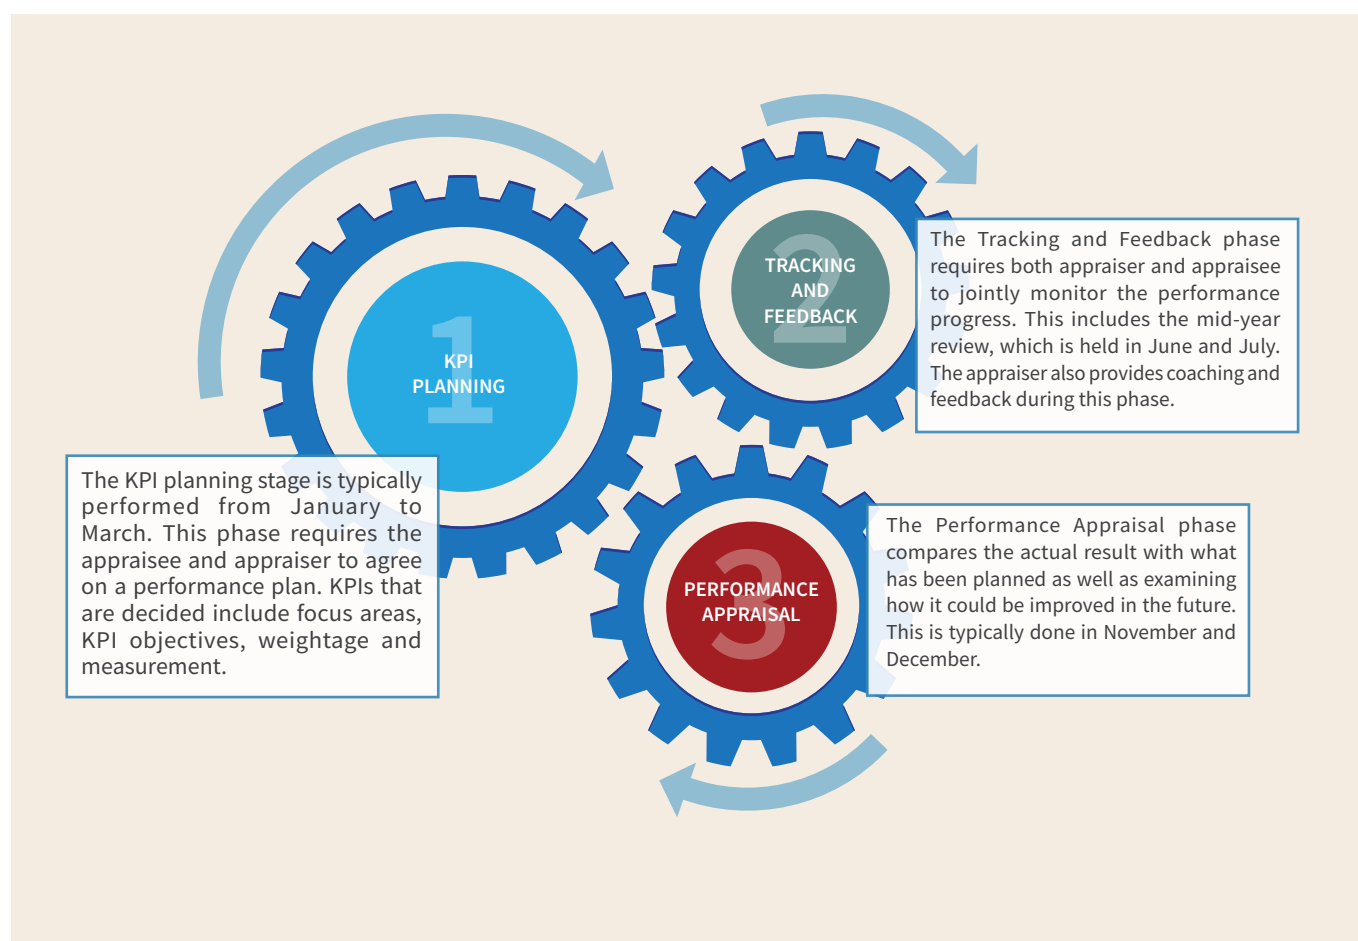 1
KPI
PLANNING
The KPI planning stage is typically
performed from January to
March. This phase requires the
appraisee and appraiser to agree
on a performance plan. KPIs that
are decided include focus areas,
KPI objectives, weightage and
measurement.
2
TRACKING
AND
FEEDBACK
The Tracking and Feedback phase
requires both appraiser and appraisee
to jointly monitor the performance
progress. This includes the mid-year
review, which is held in June and July.
The appraiser also provides coaching and
feedback during this phase.
3
PERFORMANCE
APPRAISAL
The Performance Appraisal phase
compares the actual result with what
has been planned as well as examining
how it could be improved in the future.
This is typically done in November and
December.